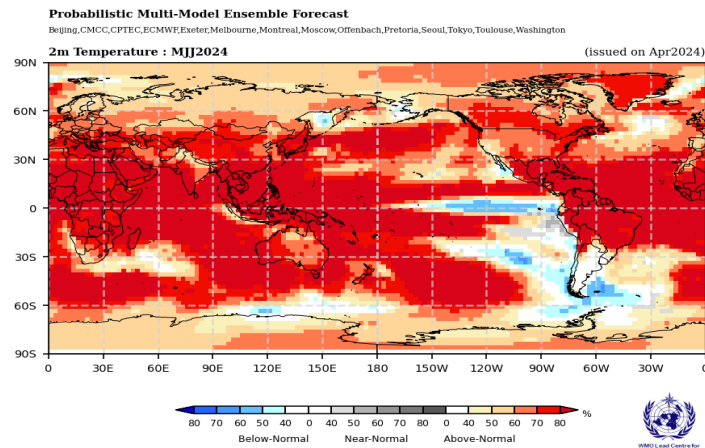 Probabilistic Multi-Model Ensemble Forecast
Beijing,CMCC,CPTEC,ECMWF,Exeter,Melbourne,Montreal,Moscow,Offenbach,Pretoria,Seoul,Tokyo,Toulouse,Washington
2m Temperature : MJJ2024 (issued on Apr2024)
90N
60N
30N
0
30S
60S
90S
0 30E 60E 90E 120E 150E 180 150W 120W 90W 60W 30W 0
80 70 60 50 40 0 40 50 60 70 80 0 40 50 60 70 80 %
Below-Normal Near-Normal Above-Normal
WMO Lead Centre for